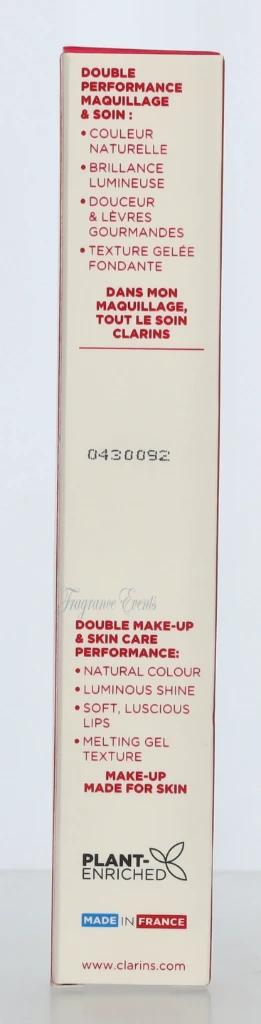 DOUBLE
PERFORMANCE
MAQUILLAGE
& SOIN :
• COULEUR
NATURELLE
• BRILLANCE
LUMINEUSE
• DOUCEUR
& LÈVRES
GOURMANDES
• TEXTURE GELÉE
FONDANTE
DANS MON
MAQUILLAGE,
TOUT LE SOIN
CLARINS
0430092
Fragrance Events
DOUBLE MAKE-UP
& SKIN CARE
PERFORMANCE:
• NATURAL COLOUR
• LUMINOUS SHINE
• SOFT, LUSCIOUS
LIPS
• MELTING GEL
TEXTURE
MAKE-UP
MADE FOR SKIN
PLANT-
ENRICHED
MADE IN FRANCE
www.clarins.com